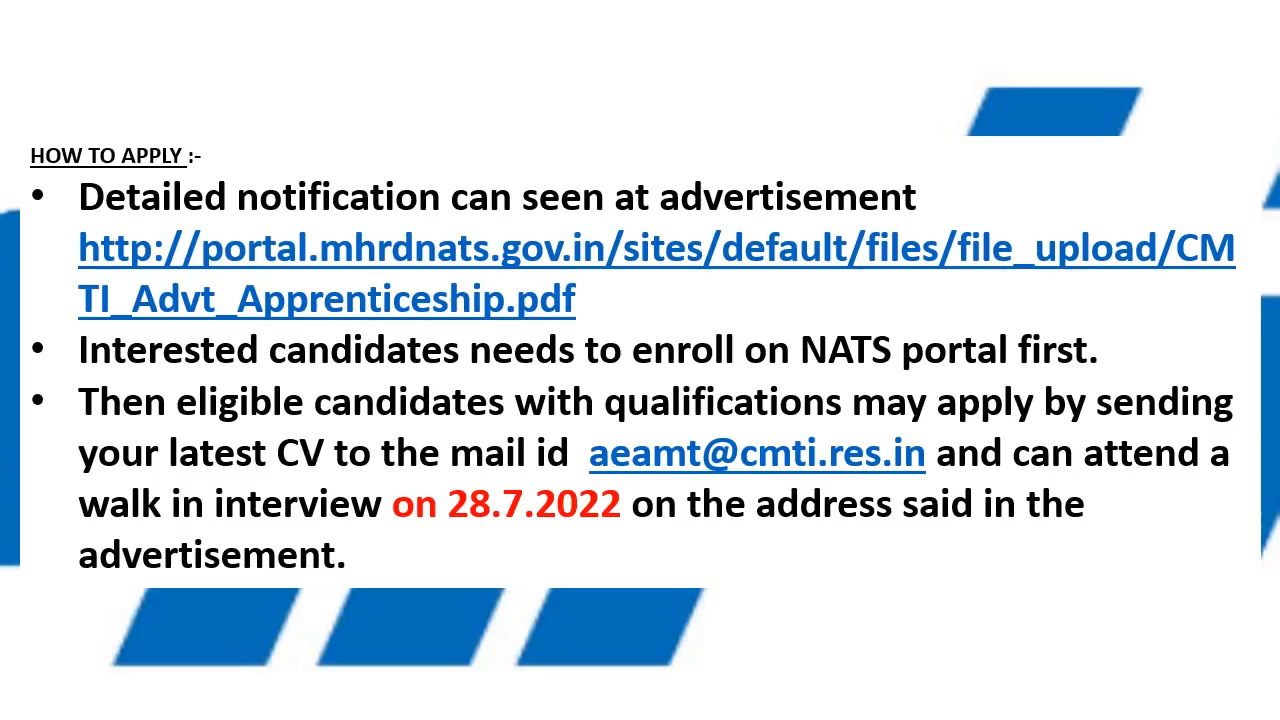 HOW TO APPLY :-
• Detailed notification can seen at advertisement
http://portal.mhrdnats.gov.in/sites/default/files/file_upload/CM
TI_Advt_Apprenticeship.pdf
• Interested candidates needs to enroll on NATS portal first.
• Then eligible candidates with qualifications may apply by sending
your latest CV to the mail id aeamt@cmti.res.in and can attend a
walk in interview on 28.7.2022 on the address said in the
advertisement.